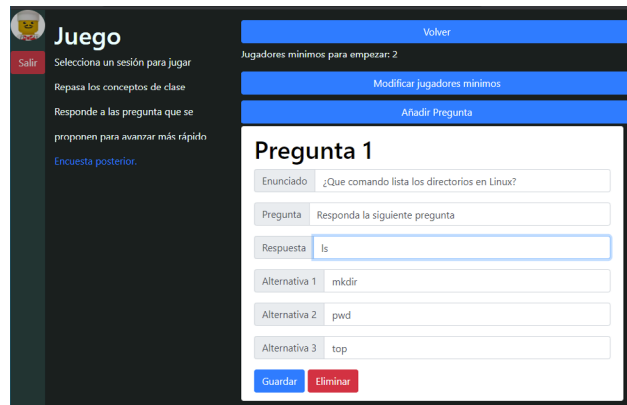 Salir
Juego
Selecciona un sesión para jugar
Repasa los conceptos de clase
Responde a las pregunta que se
proponen para avanzar más rápido
Encuesta posterior.
Volver
Jugadores minimos para empezar: 2
Modificar jugadores minimos
Añadir Pregunta
Pregunta 1
Enunciado ¿Que comando lista los directorios en Linux?
Pregunta Responda la siguiente pregunta
Respuesta ls
Alternativa 1 mkdir
Alternativa 2 pwd
Alternativa 3 top
Guardar Eliminar